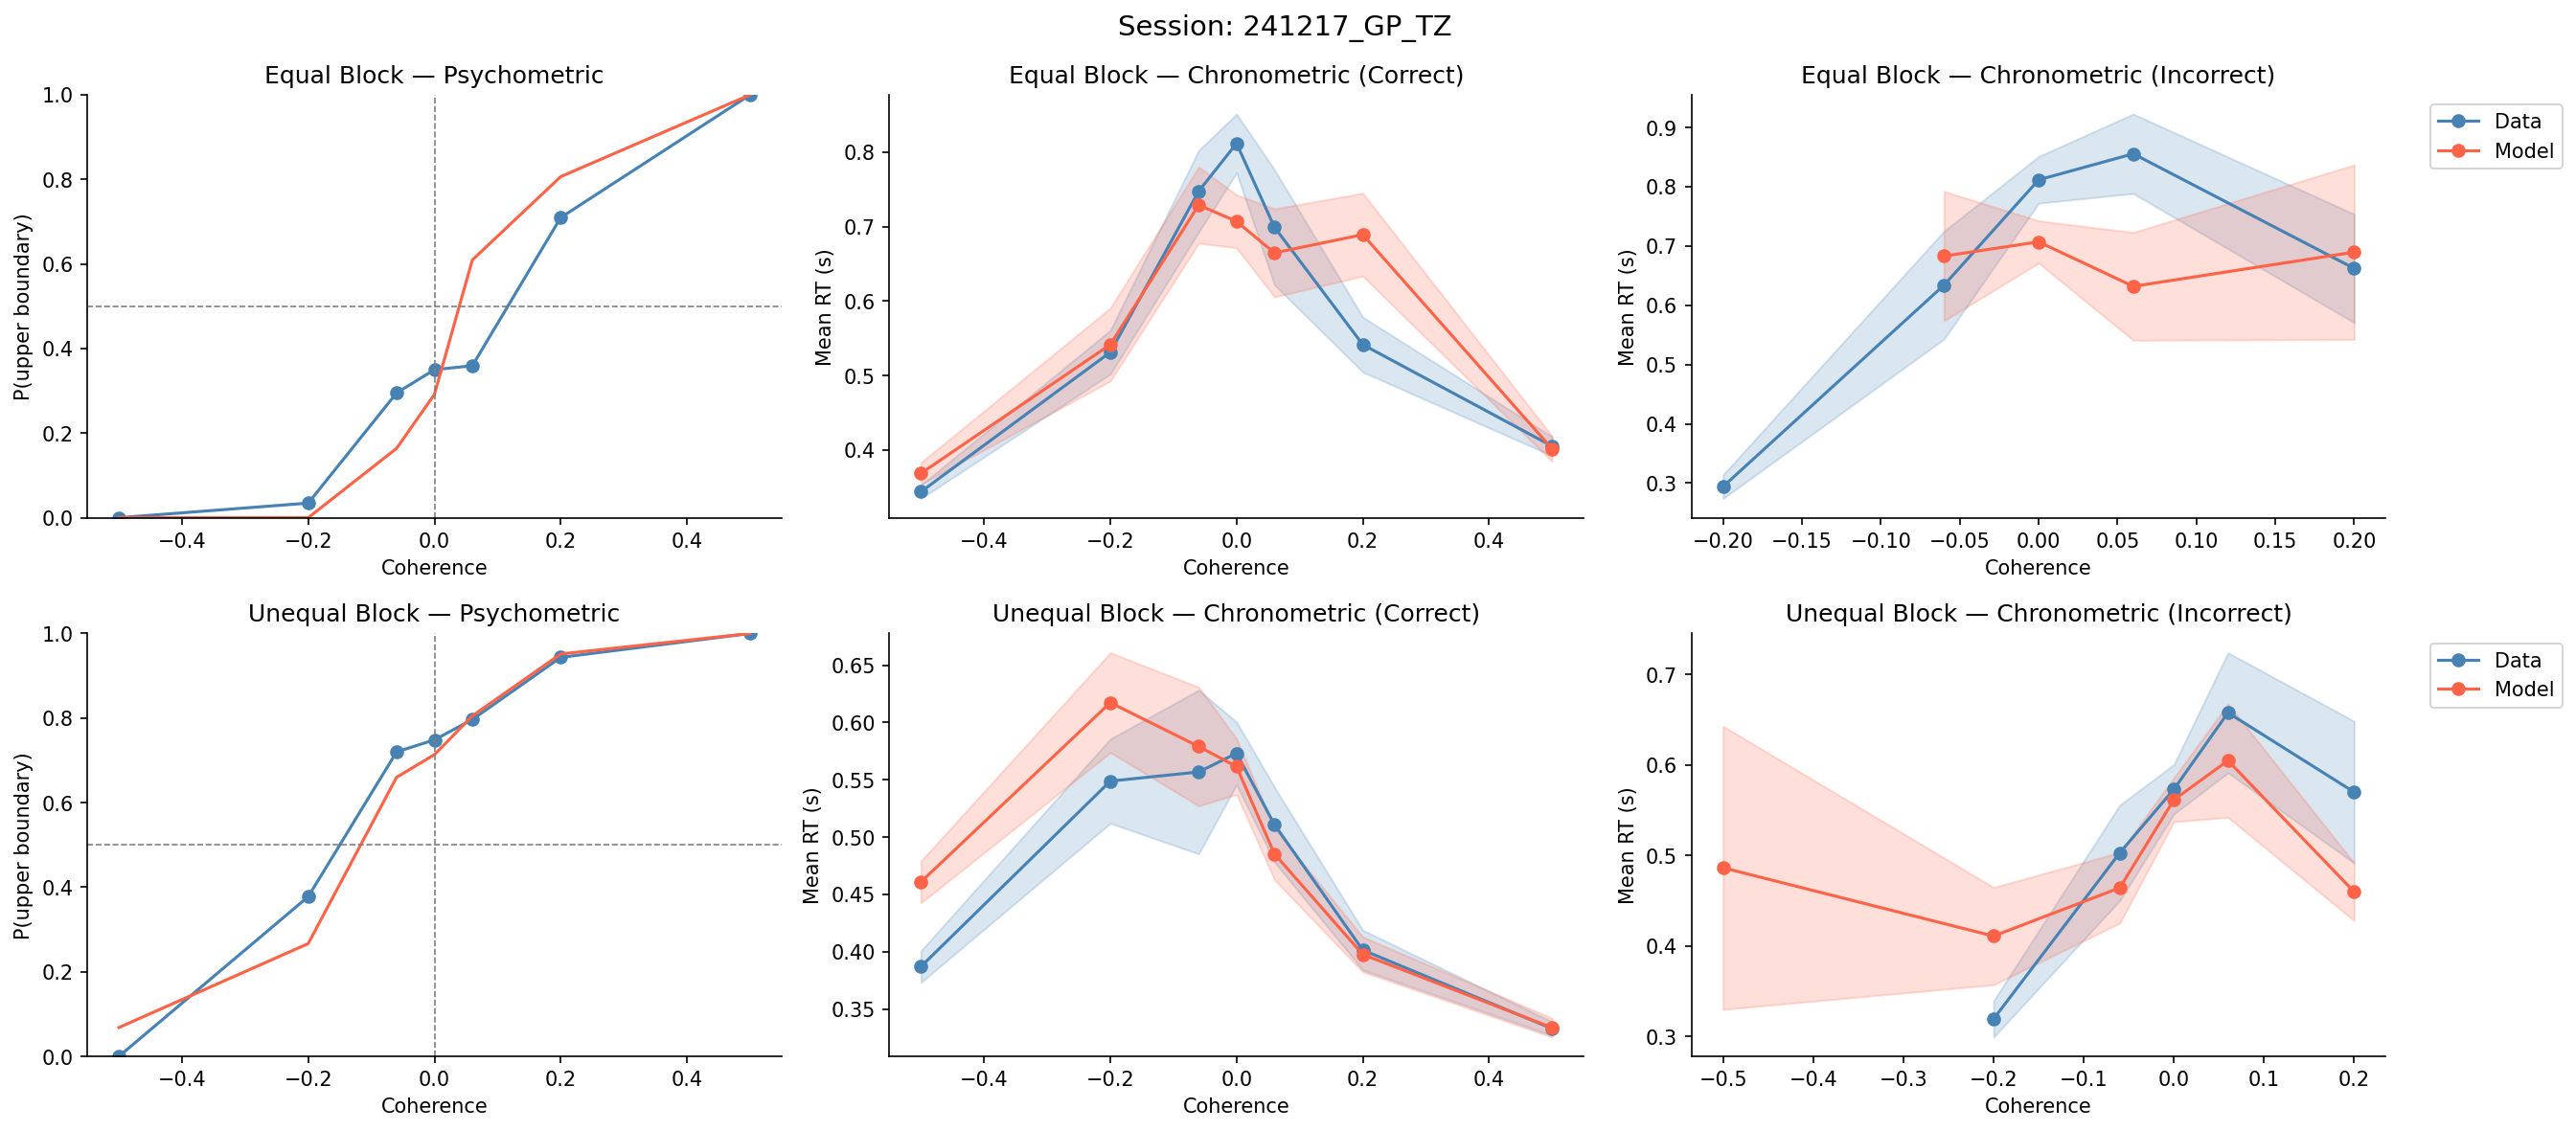 Session: 241217_GP_TZ
Equal Block — Psychometric
P(upper boundary)
1.0
0.8
0.6
0.4
0.2
0.0
−0.4 −0.2 0.0 0.2 0.4
Coherence
Equal Block — Chronometric (Correct)
Mean RT (s)
0.8
0.7
0.6
0.5
0.4
−0.4 −0.2 0.0 0.2 0.4
Coherence
Equal Block — Chronometric (Incorrect)
Mean RT (s)
0.9
0.8
0.7
0.6
0.5
0.4
0.3
−0.20 −0.15 −0.10 −0.05 0.00 0.05 0.10 0.15 0.20
Coherence
Data
Model
Unequal Block — Psychometric
P(upper boundary)
1.0
0.8
0.6
0.4
0.2
0.0
−0.4 −0.2 0.0 0.2 0.4
Coherence
Unequal Block — Chronometric (Correct)
Mean RT (s)
0.65
0.60
0.55
0.50
0.45
0.40
0.35
−0.4 −0.2 0.0 0.2 0.4
Coherence
Unequal Block — Chronometric (Incorrect)
Mean RT (s)
0.7
0.6
0.5
0.4
0.3
−0.5 −0.4 −0.3 −0.2 −0.1 0.0 0.1 0.2
Coherence
Data
Model